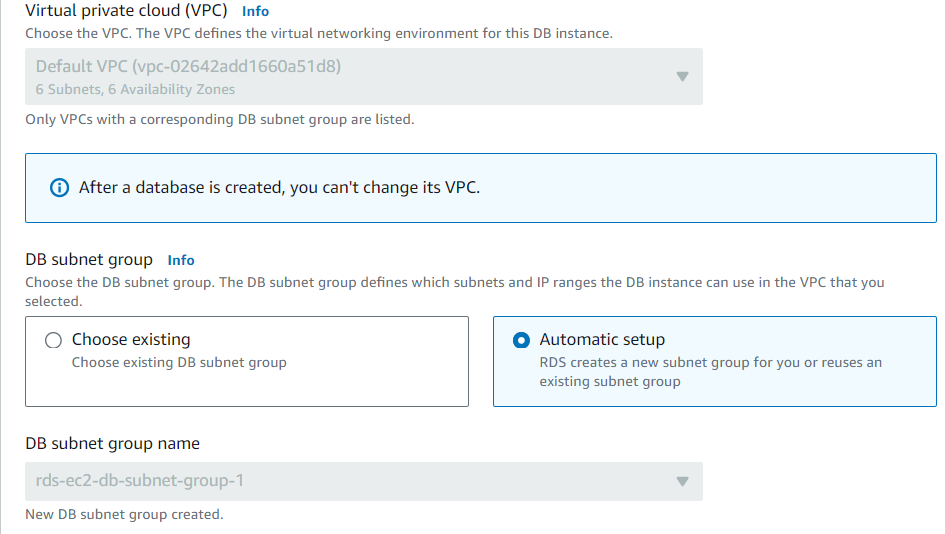 Virtual private cloud (VPC) Info
Choose the VPC. The VPC defines the virtual networking environment for this DB instance.
Default VPC (vpc-02642add1660a51d8)
6 Subnets, 6 Availability Zones
Only VPCs with a corresponding DB subnet group are listed.
After a database is created, you can't change its VPC.
DB subnet group Info
Choose the DB subnet group. The DB subnet group defines which subnets and IP ranges the DB instance can use in the VPC that you
selected.
Choose existing
Choose existing DB subnet group
Automatic setup
RDS creates a new subnet group for you or reuses an
existing subnet group
DB subnet group name
rds-ec2-db-subnet-group-1
New DB subnet group created.